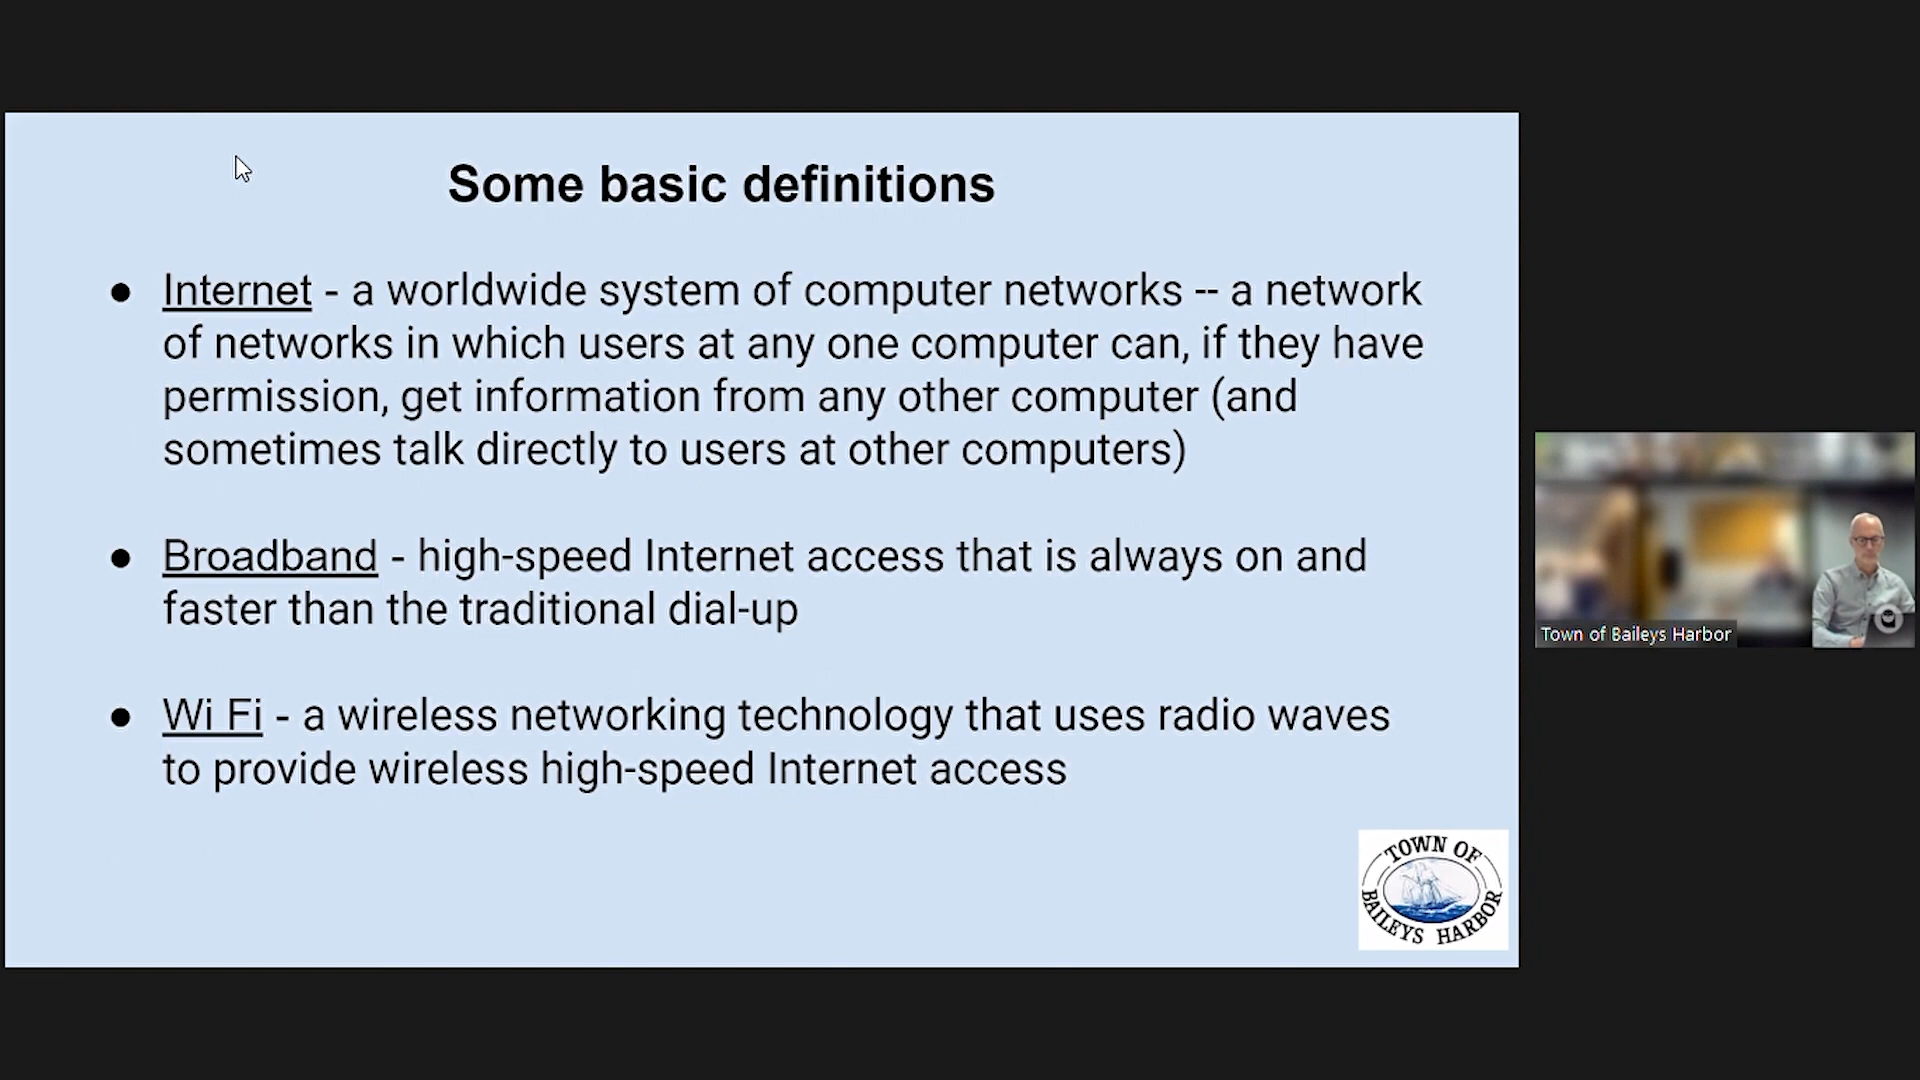 Some basic definitions
● Internet - a worldwide system of computer networks -- a network
of networks in which users at any one computer can, if they have
permission, get information from any other computer (and
sometimes talk directly to users at other computers)
● Broadband - high-speed Internet access that is always on and
faster than the traditional dial-up
● Wi Fi - a wireless networking technology that uses radio waves
to provide wireless high-speed Internet access
TOWN OF
BAILEYS HARBOR
Town of Baileys Harbor